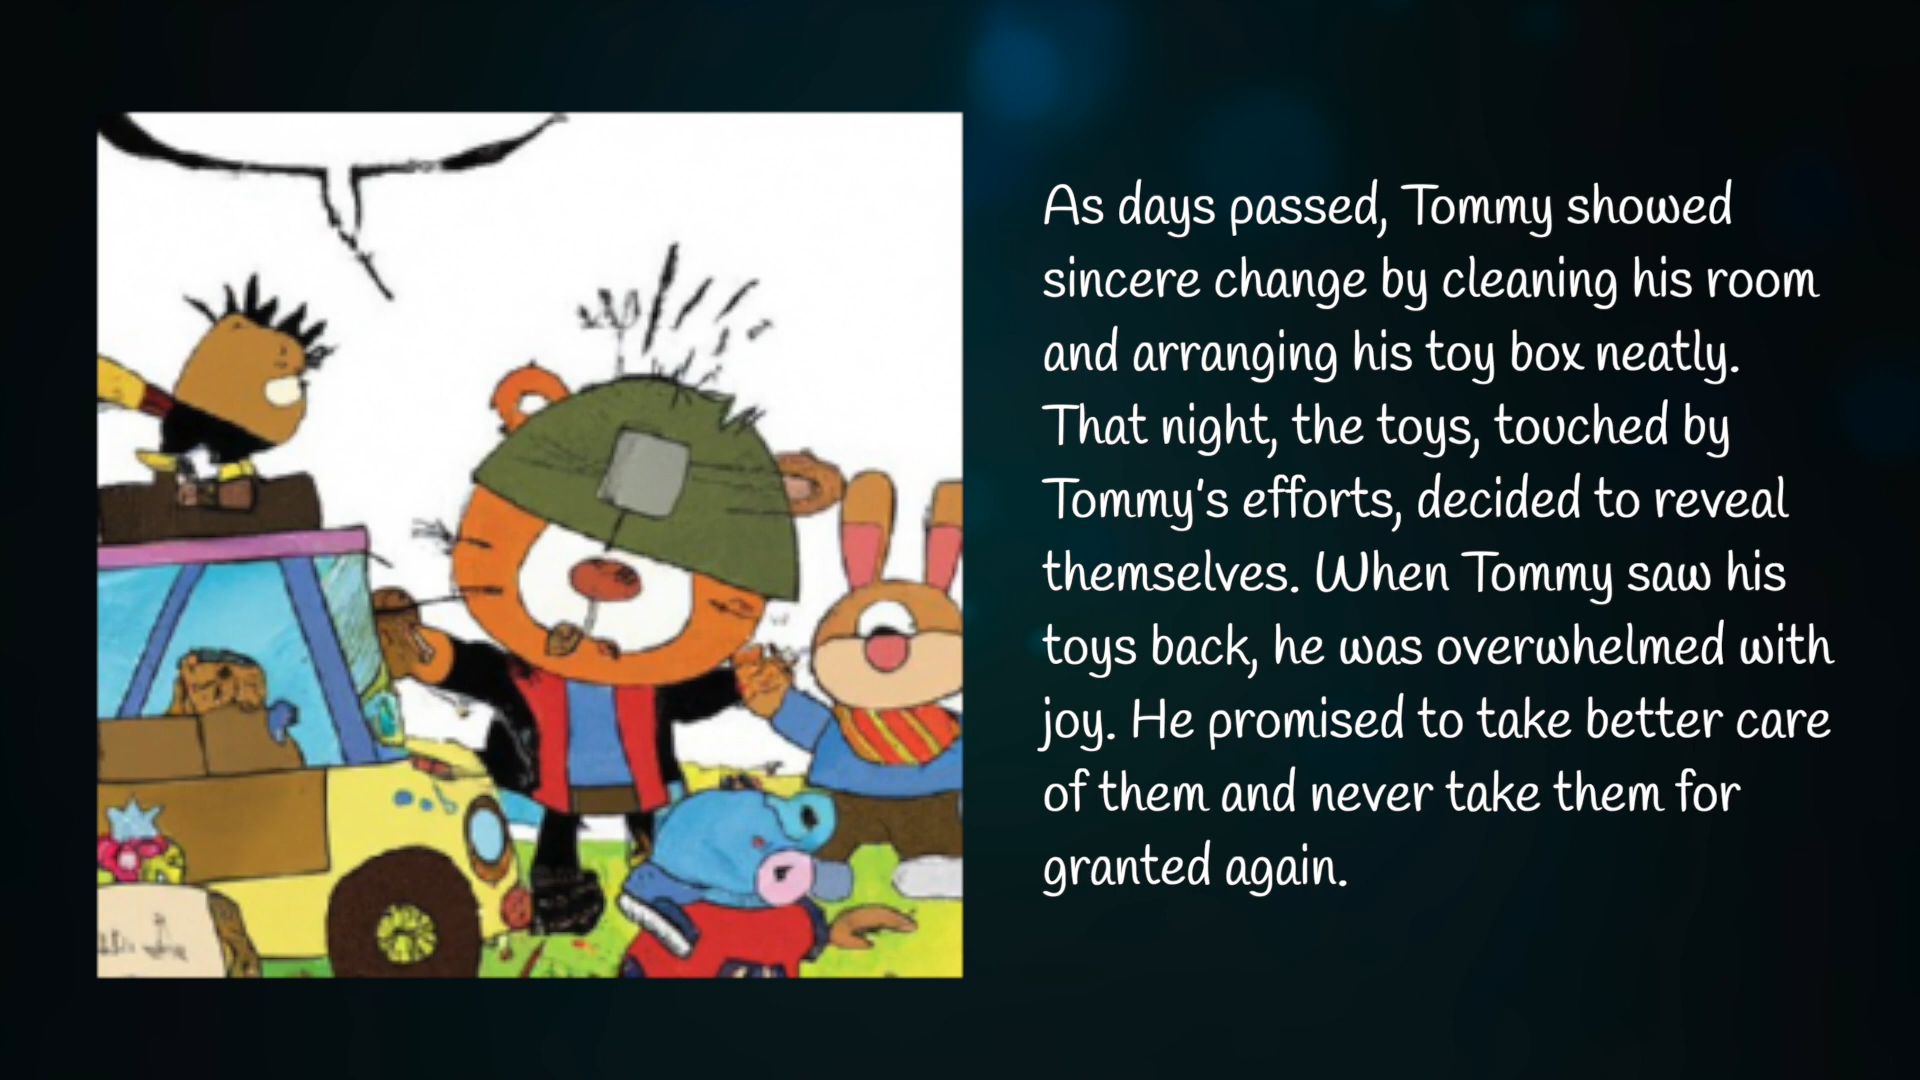 As days passed, Tommy showed
sincere change by cleaning his room
and arranging his toy box neatly.
That night, the toys, touched by
Tommy's efforts, decided to reveal
themselves. When Tommy saw his
toys back, he was overwhelmed with
joy. He promised to take better care
of them and never take them for
granted again.